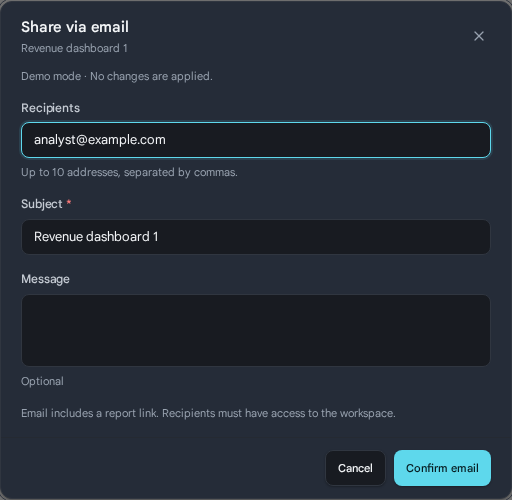 Share via email
Revenue dashboard 1
Demo mode · No changes are applied.
Recipients
analyst@example.com
Up to 10 addresses, separated by commas.
Subject *
Revenue dashboard 1
Message
Optional
Email includes a report link. Recipients must have access to the workspace.
Cancel
Confirm email